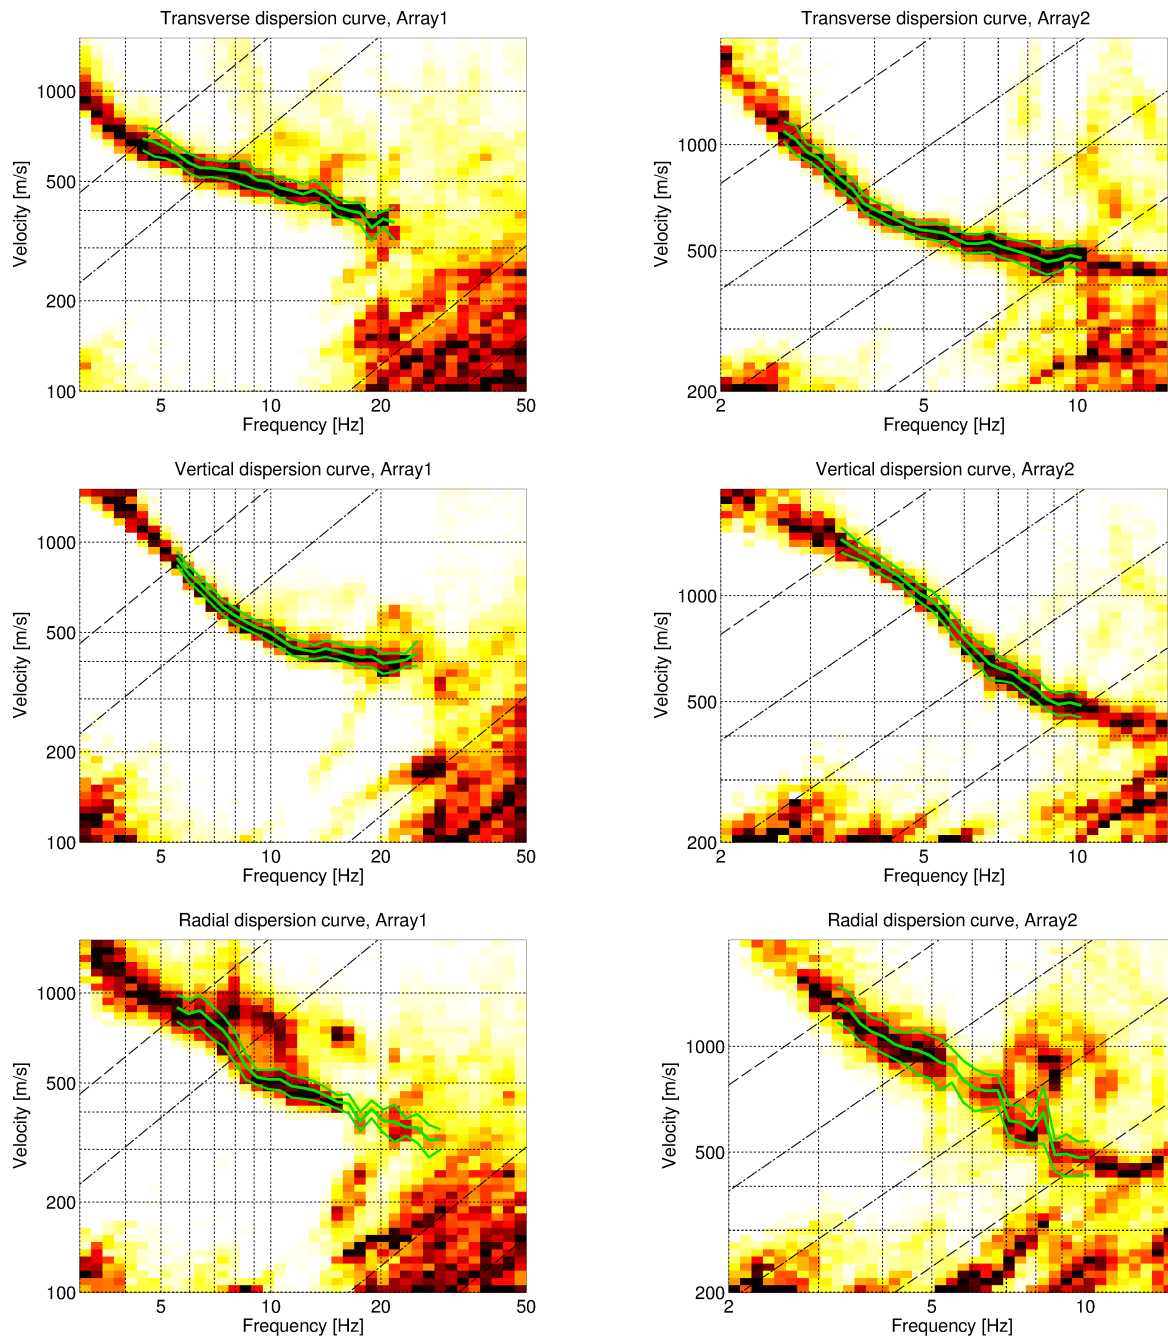 Transverse dispersion curve, Array1
Velocity [m/s]
1000
500
200
100
5
10
20
50
Frequency [Hz]
Transverse dispersion curve, Array2
Velocity [m/s]
1000
500
200
2
5
10
Frequency [Hz]
Vertical dispersion curve, Array1
Velocity [m/s]
1000
500
200
100
5
10
20
50
Frequency [Hz]
Vertical dispersion curve, Array2
Velocity [m/s]
1000
500
200
2
5
10
Frequency [Hz]
Radial dispersion curve, Array1
Velocity [m/s]
1000
500
200
100
5
10
20
50
Frequency [Hz]
Radial dispersion curve, Array2
Velocity [m/s]
1000
500
200
2
5
10
Frequency [Hz]